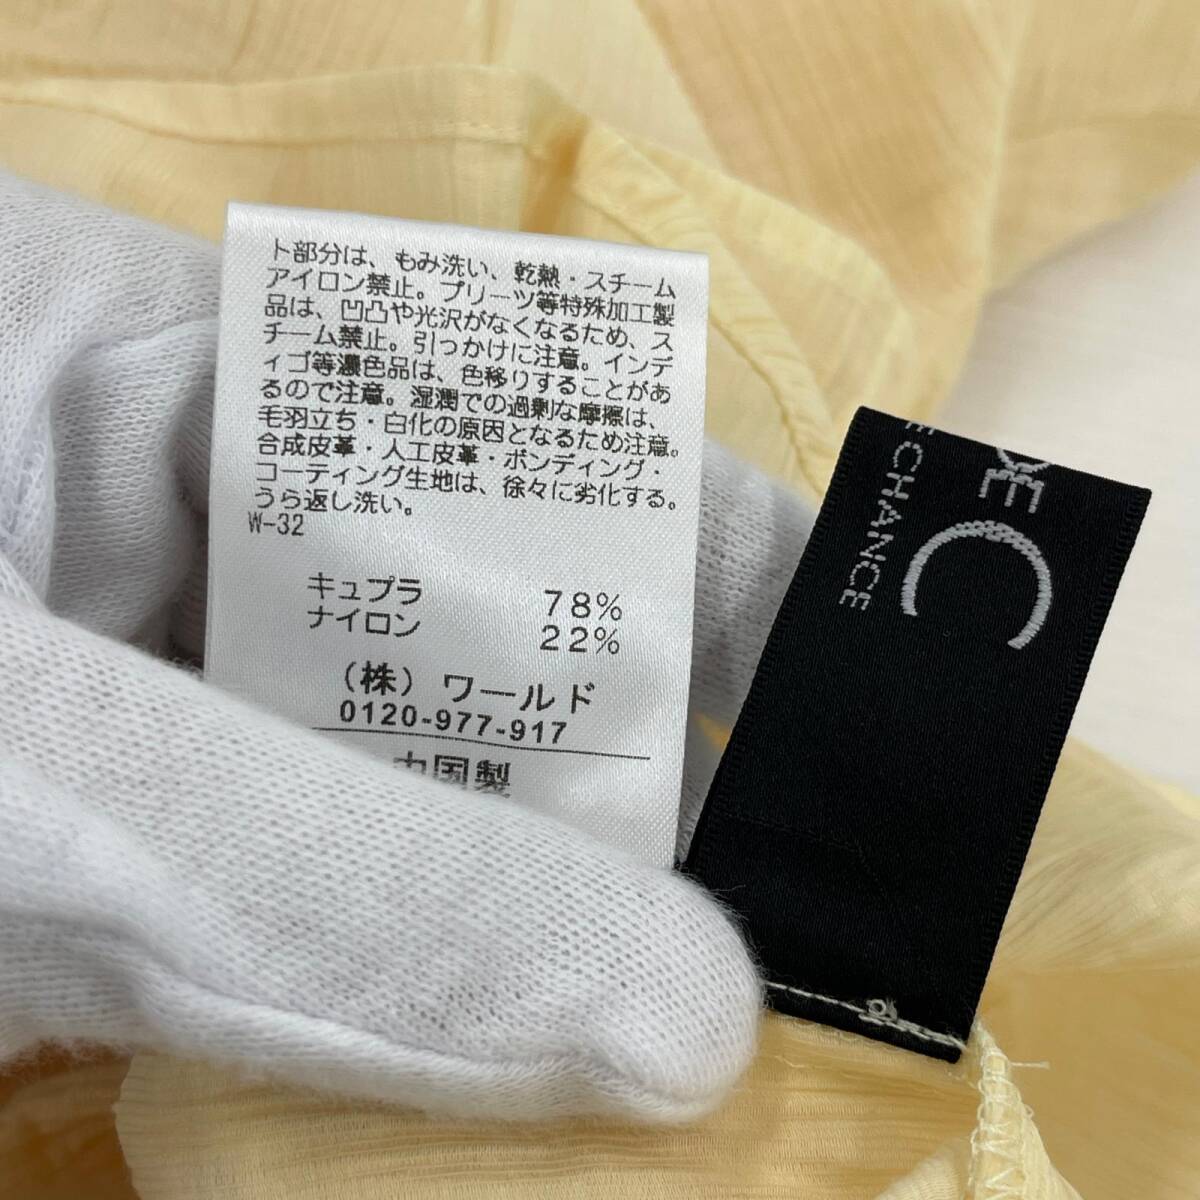 ト部分は、もみ洗い、乾熱・スチーム
アイロン禁止。プリーツ等特殊加工製
品は、凹凸や光沢がなくなるため、ス
チーム禁止。引っかけに注意。インデ
ィゴ等濃色品は、色移りすることがあ
るので注意。湿潤での過剰な摩擦は、
毛羽立ち・白化の原因となるため注意。
合成皮革・人工皮革・ボンディング・
コーティング生地は、徐々に劣化する。
うら返し洗い。
W-32
キュプラ 78%
ナイロン 22%
(株) ワールド
0120-977-917
中国製
DE C
E CHANCE